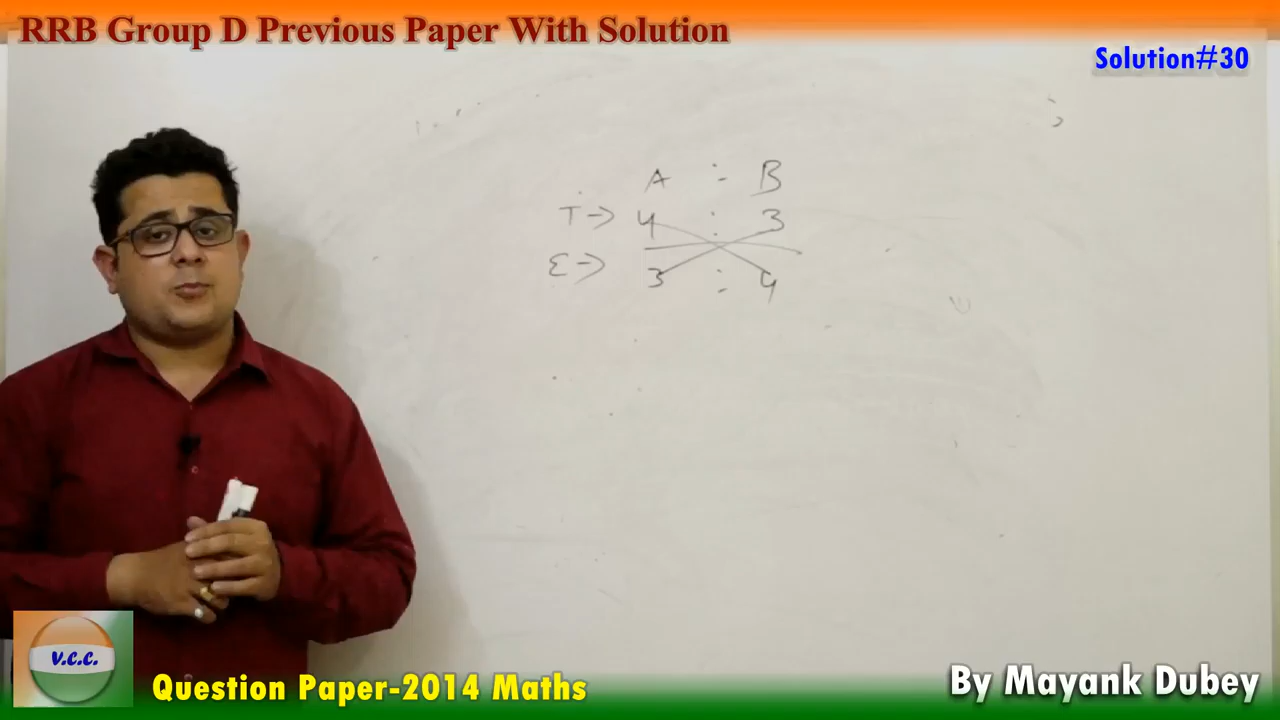 RRB Group D Previous Paper With Solution
Solution#30
A : B
T→ 4 : 3
E→ 3 : 4
V.C.C.
Question Paper-2014 Maths
By Mayank Dubey